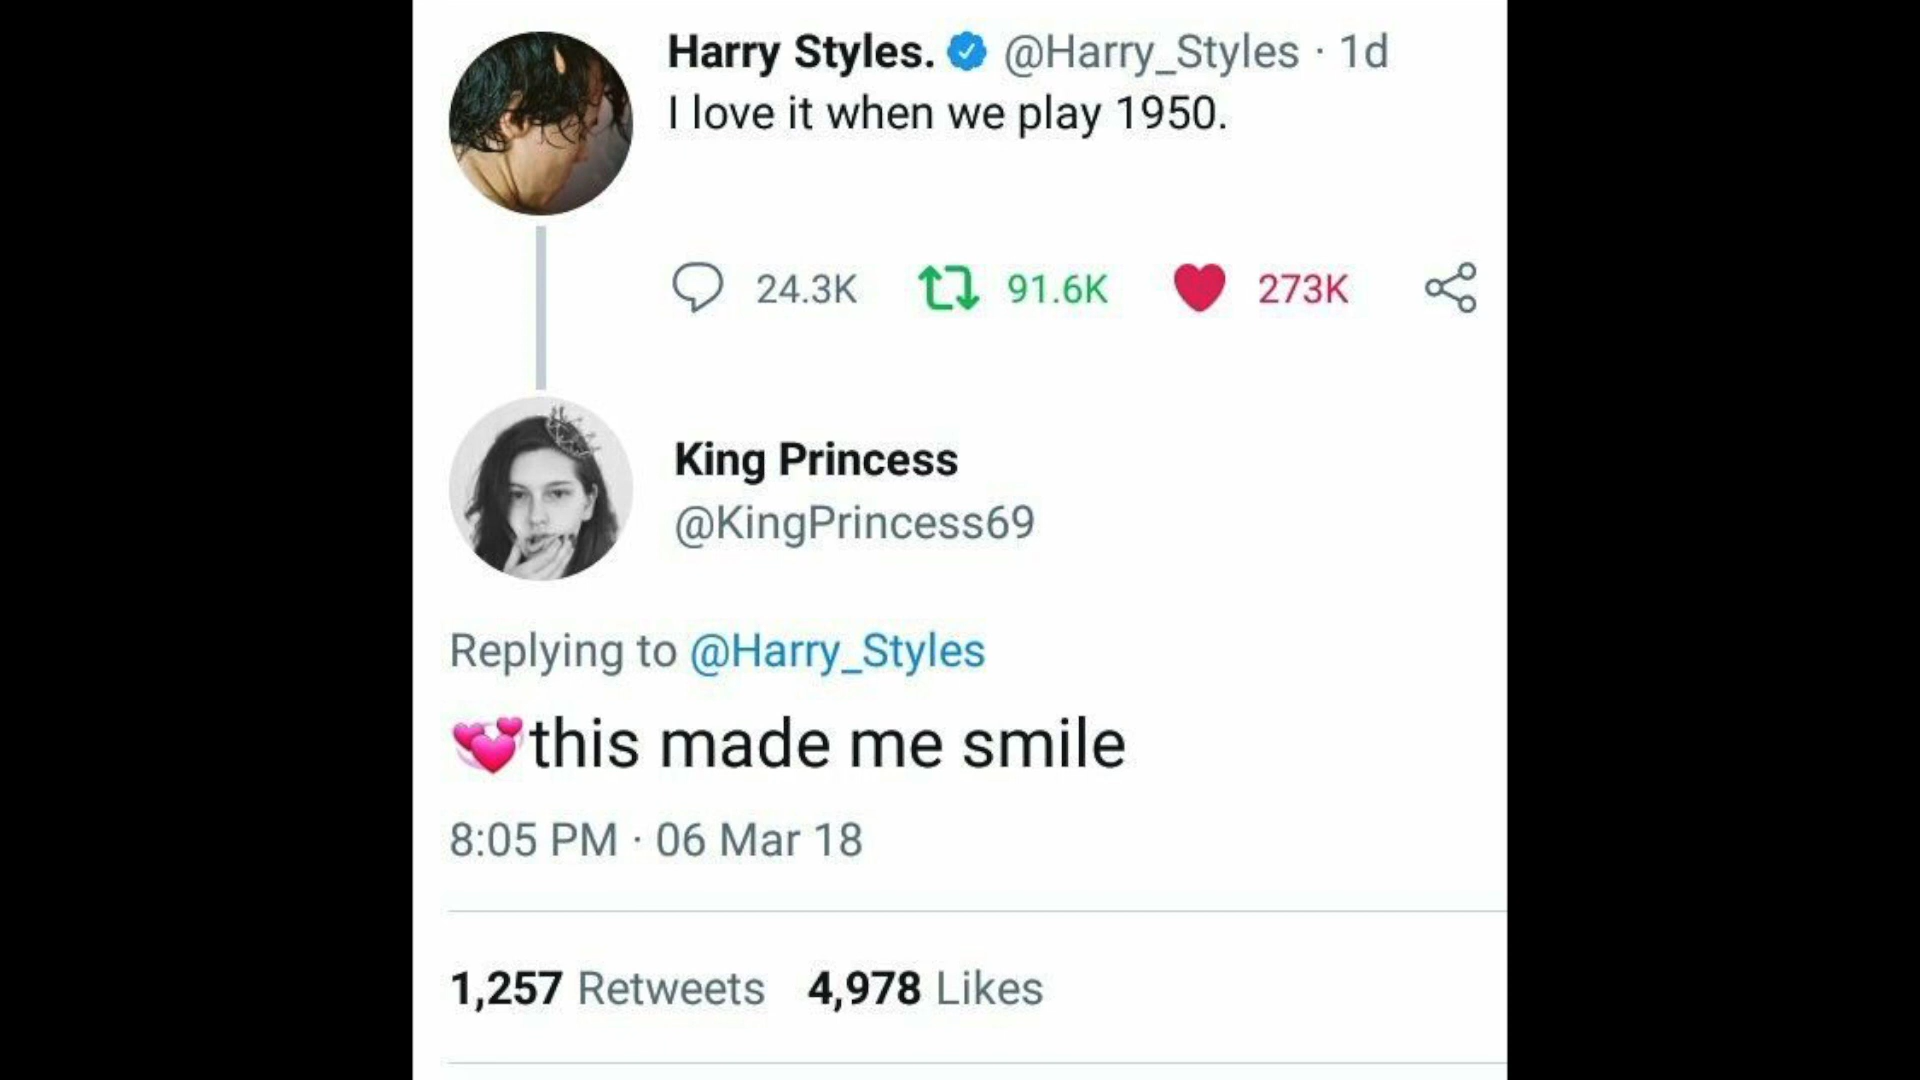 Harry Styles. @Harry_Styles · 1d
I love it when we play 1950.
24.3K 91.6K 273K
King Princess
@KingPrincess69
Replying to @Harry_Styles
💞this made me smile
8:05 PM · 06 Mar 18
1,257 Retweets 4,978 Likes